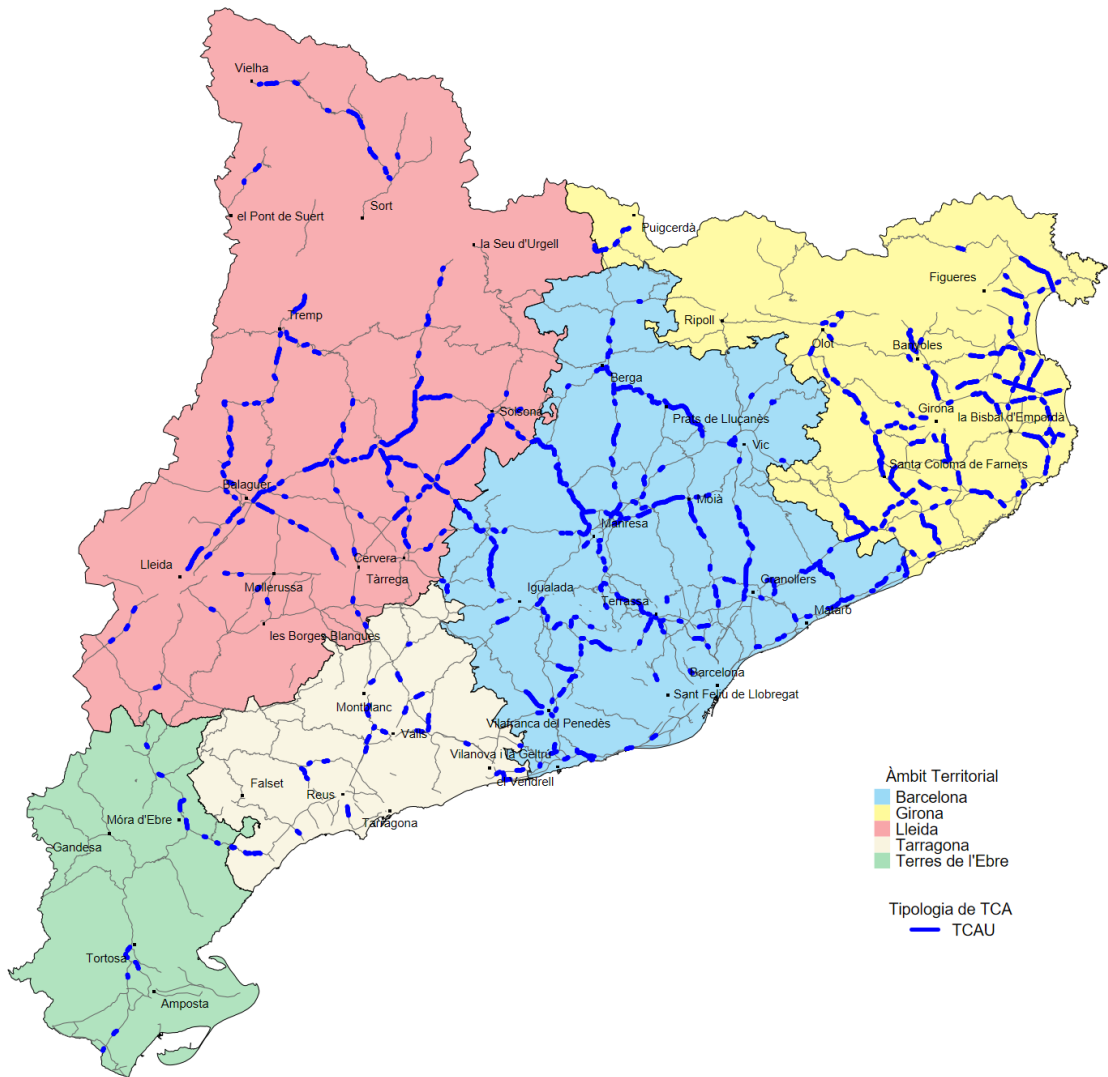 Vielha
el Pont de Suert
Sort
Puigcerdà
la Seu d'Urgell
Figueres
Tremp
Ripoll
Olot
Banyoles
Berga
Solsona
Prats de Lluçanès
Girona
la Bisbal d'Empordà
Vic
Santa Coloma de Farners
Balaguer
Moià
Manresa
Cervera
Lleida
Tàrrega
Mollerussa
Igualada
Granollers
Terrassa
Mataró
les Borges Blanques
Barcelona
Sant Feliu de Llobregat
Montblanc
Vilafranca del Penedès
Valls
Vilanova i la Geltrú
el Vendrell
Falset
Reus
Móra d'Ebre
Tarragona
Gandesa
Tortosa
Amposta
Àmbit Territorial
Barcelona
Girona
Lleida
Tarragona
Terres de l'Ebre
Tipologia de TCA
TCAU